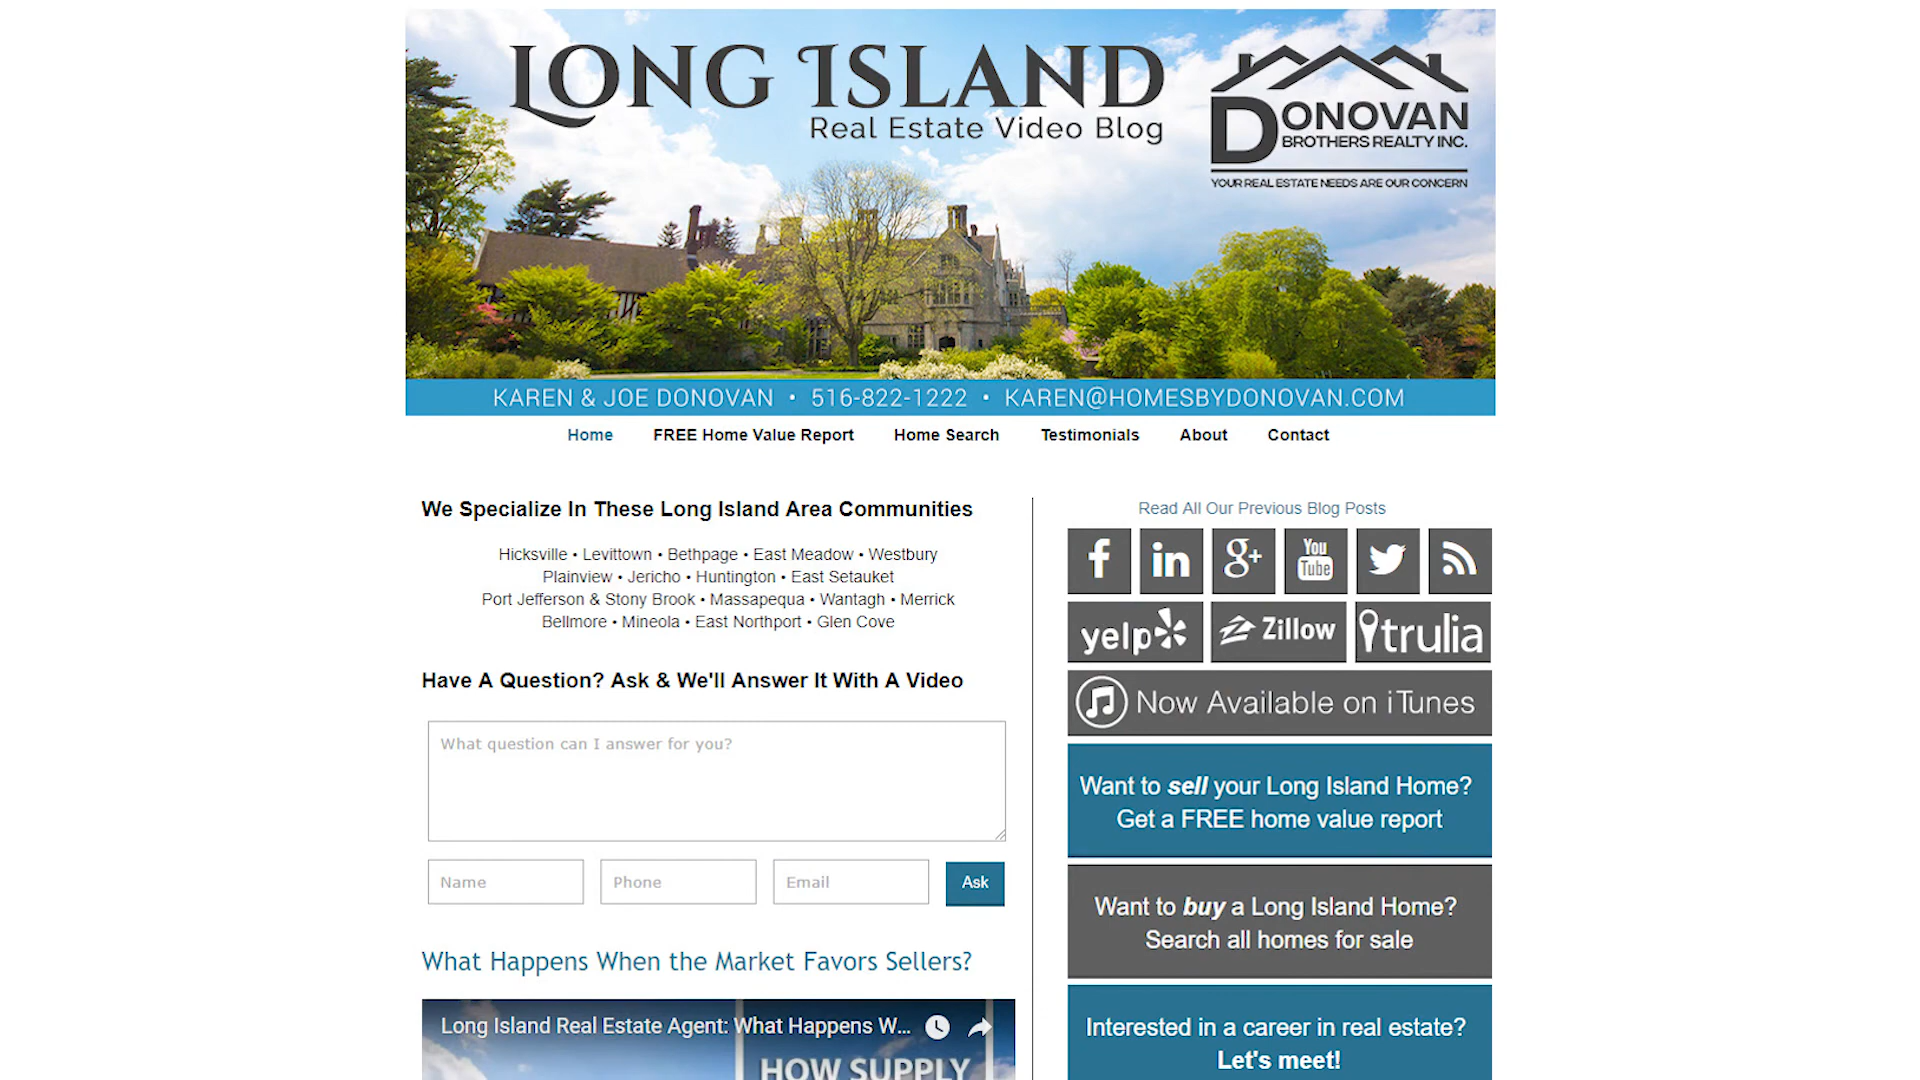 LONG ISLAND
Real Estate Video Blog
DONOVAN
BROTHERS REALTY INC.
YOUR REAL ESTATE NEEDS ARE OUR CONCERN
KAREN & JOE DONOVAN • 516-822-1222 • KAREN@HOMESBYDONOVAN.COM
Home FREE Home Value Report Home Search Testimonials About Contact
We Specialize In These Long Island Area Communities
Hicksville • Levittown • Bethpage • East Meadow • Westbury
Plainview • Jericho • Huntington • East Setauket
Port Jefferson & Stony Brook • Massapequa • Wantagh • Merrick
Bellmore • Mineola • East Northport • Glen Cove
Have A Question? Ask & We'll Answer It With A Video
What question can I answer for you?
Name Phone Email Ask
What Happens When the Market Favors Sellers?
Long Island Real Estate Agent: What Happens W...
HOW SUPPLY
Read All Our Previous Blog Posts
f in g+ You Tube
yelp Zillow trulia
Now Available on iTunes
Want to sell your Long Island Home?
Get a FREE home value report
Want to buy a Long Island Home?
Search all homes for sale
Interested in a career in real estate?
Let's meet!